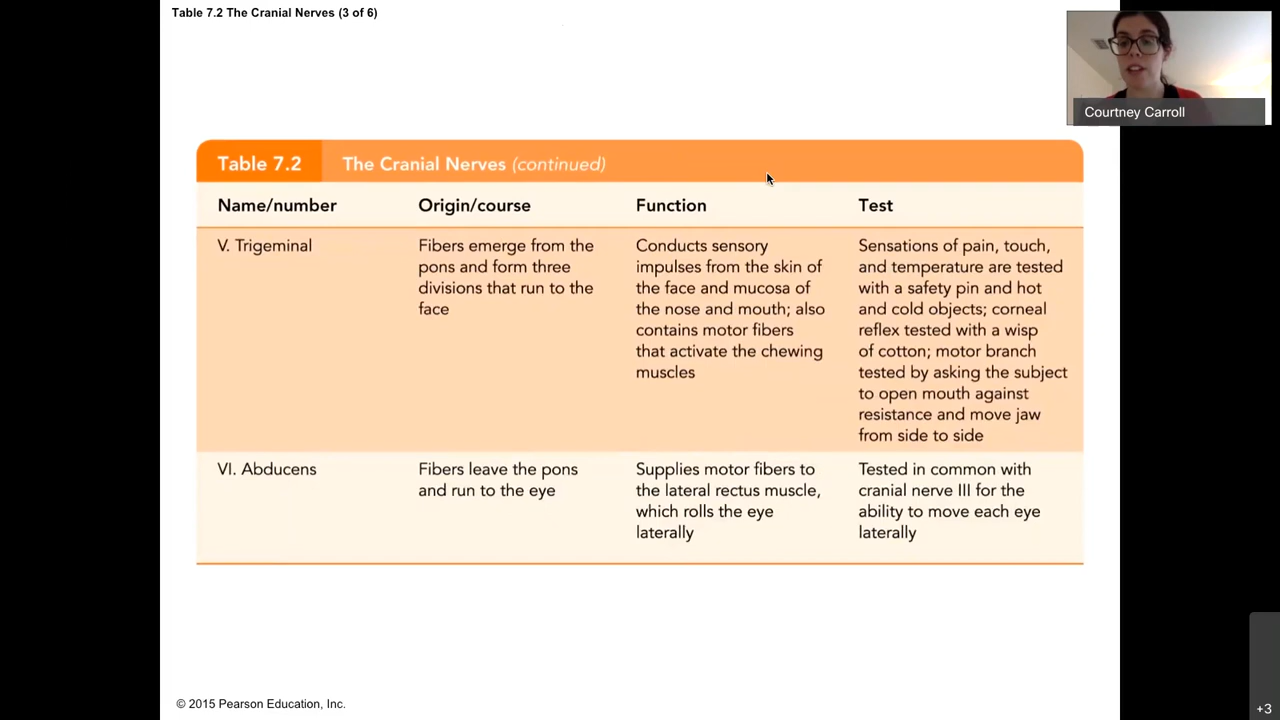 Table 7.2 The Cranial Nerves (3 of 6)
Courtney Carroll
Table 7.2 The Cranial Nerves (continued)
Name/number Origin/course Function Test
V. Trigeminal
Fibers emerge from the
pons and form three
divisions that run to the
face
Conducts sensory
impulses from the skin of
the face and mucosa of
the nose and mouth; also
contains motor fibers
that activate the chewing
muscles
Sensations of pain, touch,
and temperature are tested
with a safety pin and hot
and cold objects; corneal
reflex tested with a wisp
of cotton; motor branch
tested by asking the subject
to open mouth against
resistance and move jaw
from side to side
VI. Abducens
Fibers leave the pons
and run to the eye
Supplies motor fibers to
the lateral rectus muscle,
which rolls the eye
laterally
Tested in common with
cranial nerve III for the
ability to move each eye
laterally
© 2015 Pearson Education, Inc.
+3